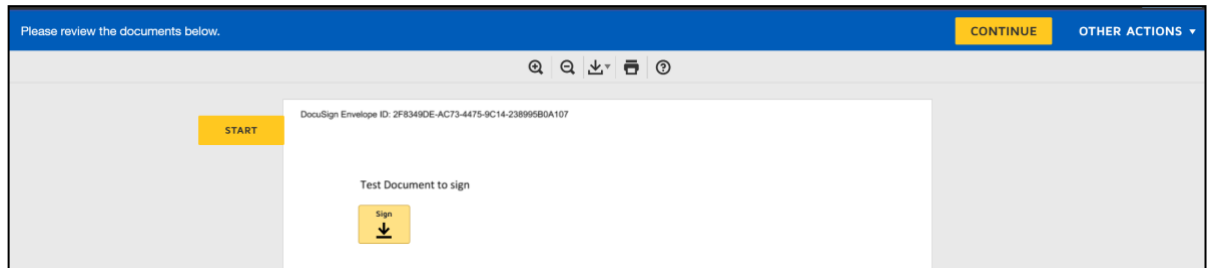 Please review the documents below.
CONTINUE
OTHER ACTIONS
START
DocuSign Envelope ID: 2F8349DE-AC73-4475-9C14-238995B0A107
Test Document to sign
Sign